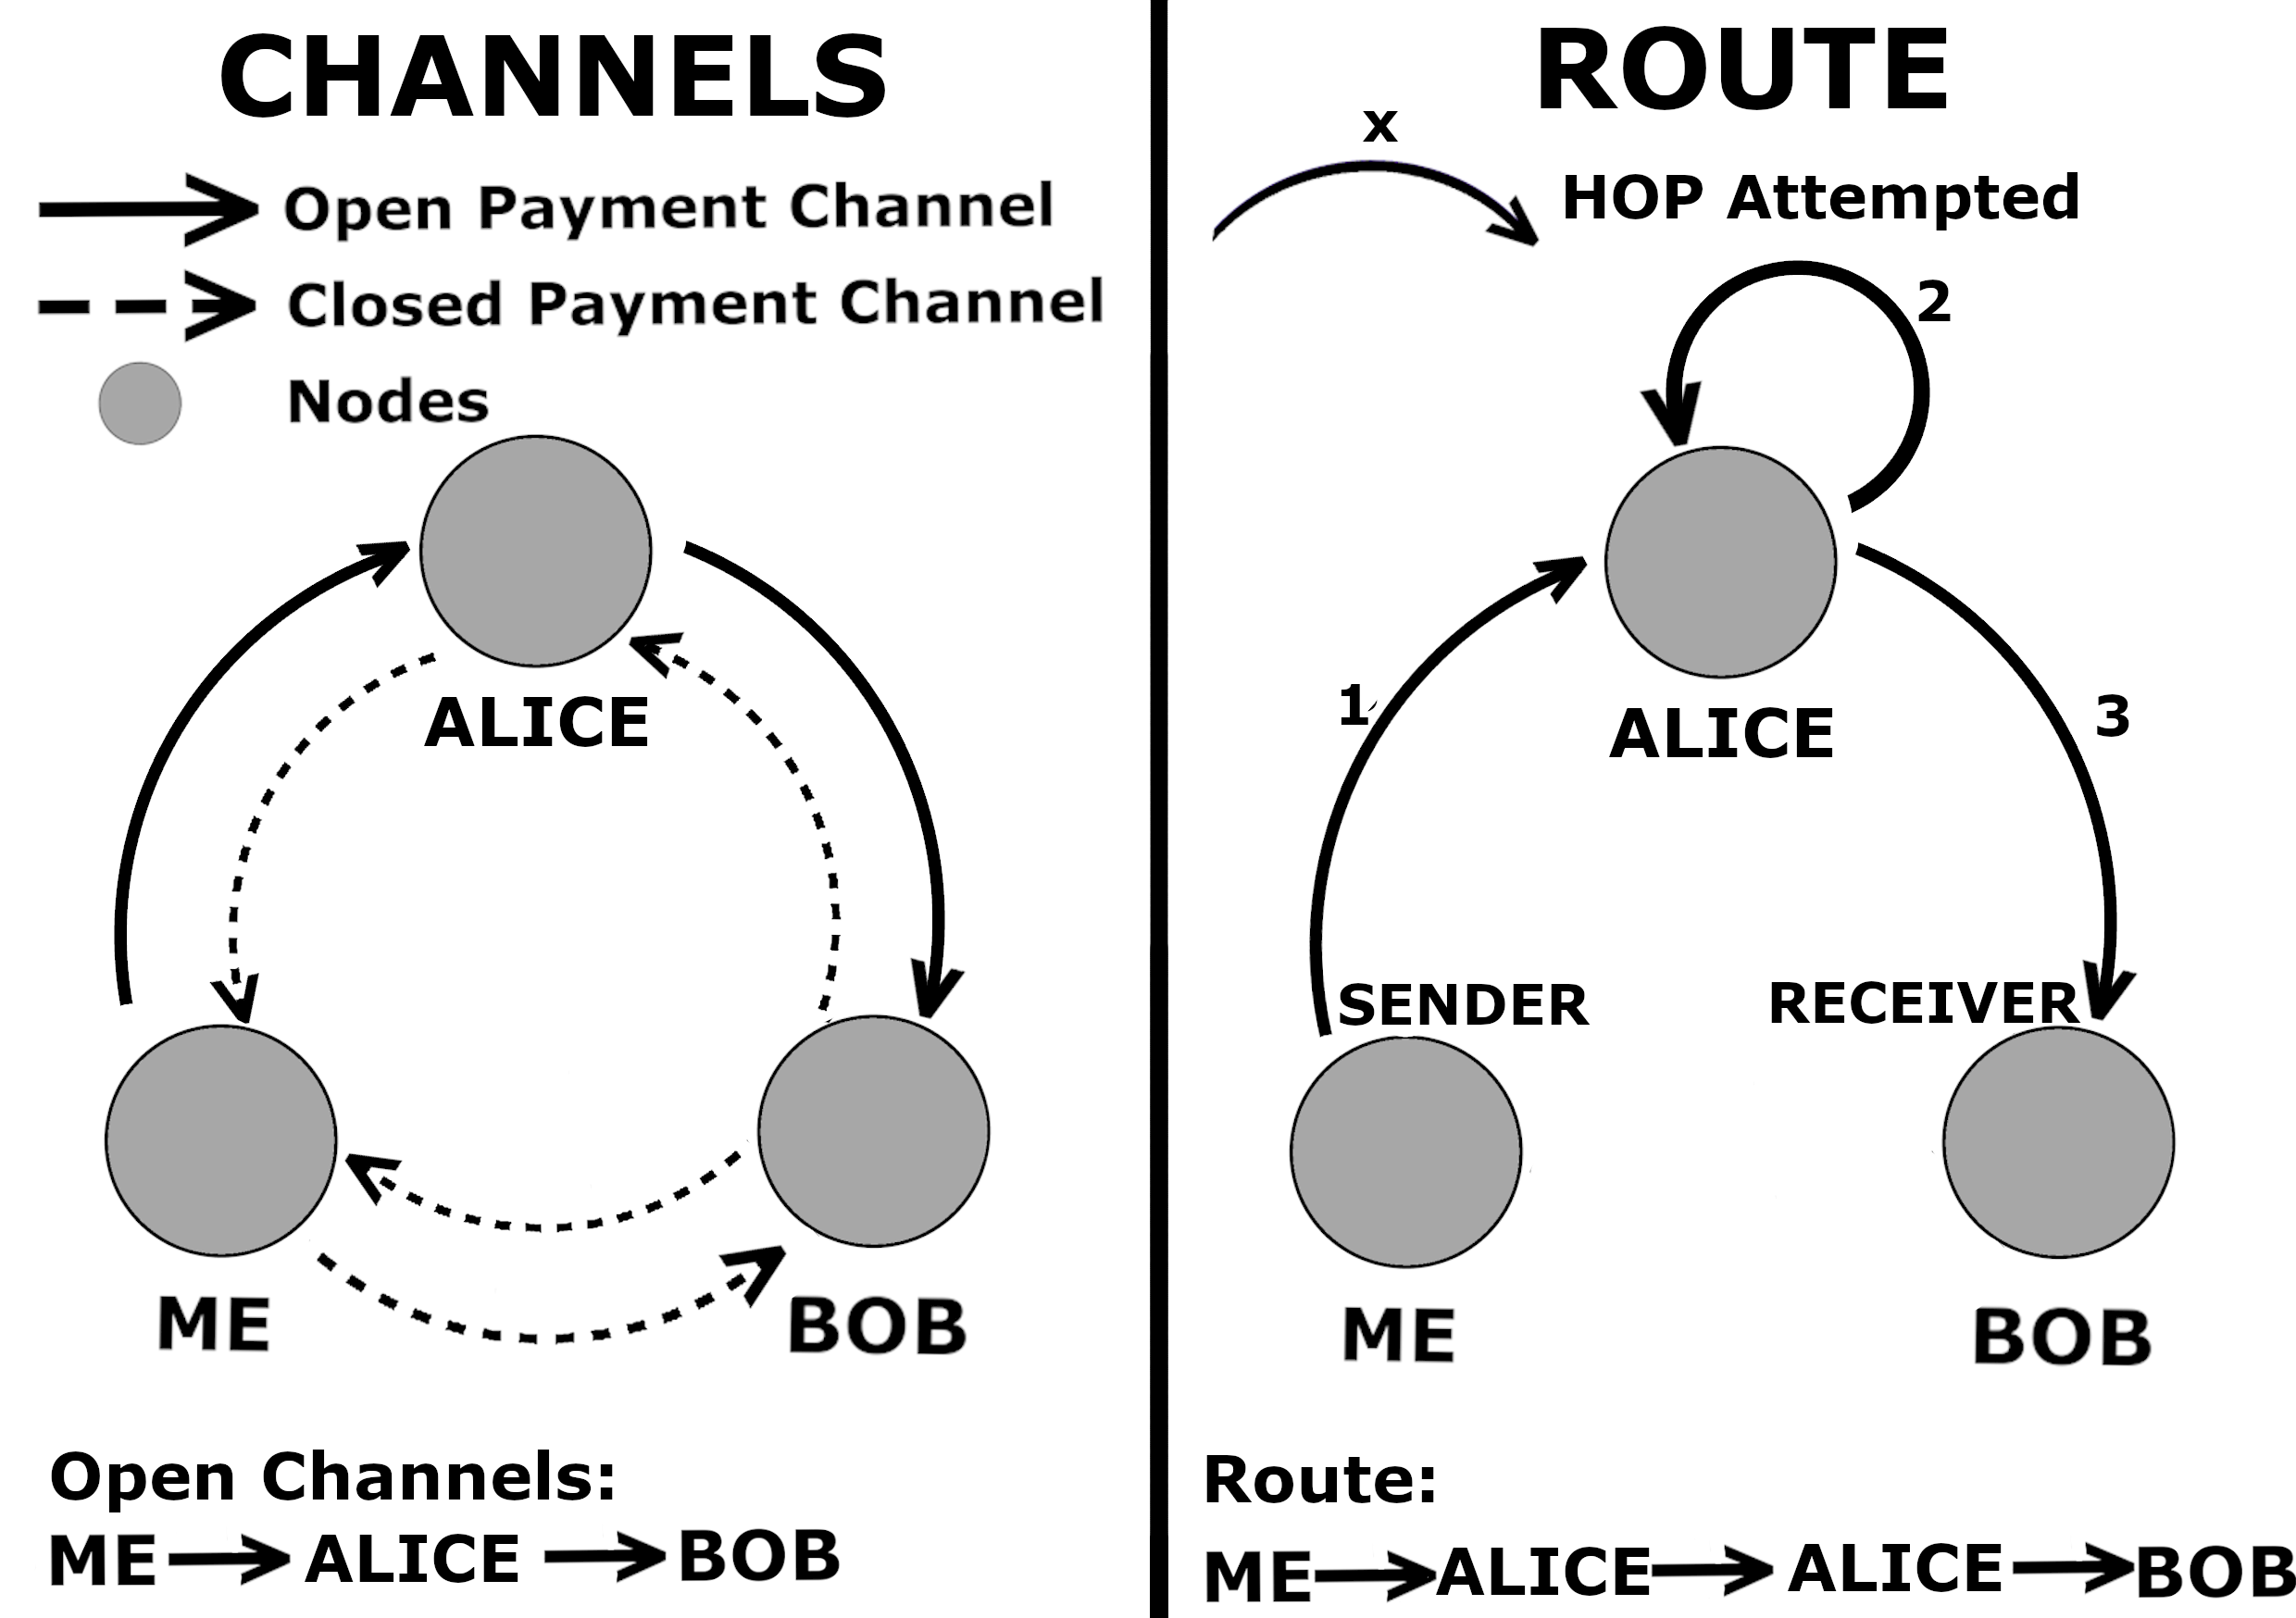 CHANNELS
Open Payment Channel
Closed Payment Channel
Nodes
ALICE
ME
BOB
Open Channels:
ME ALICE BOB
ROUTE
x
HOP Attempted
2
1
ALICE
3
SENDER
RECEIVER
ME
BOB
Route:
ME ALICE ALICE BOB